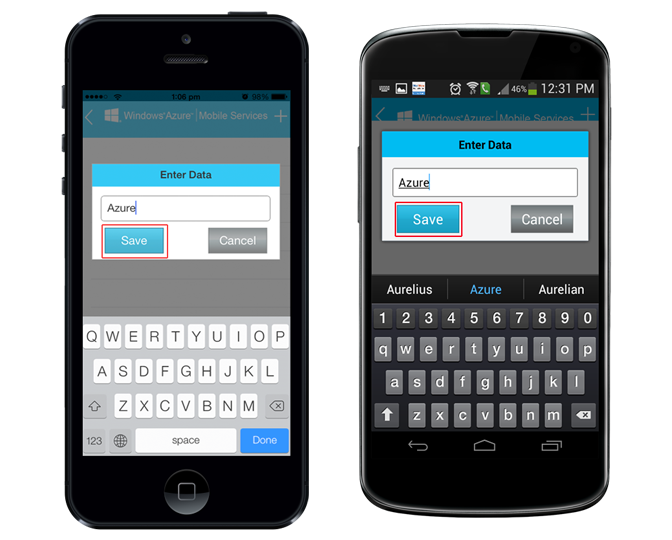 1:06 pm 98%
Windows Azure | Mobile Services +
Enter Data
Azure
Save Cancel
Q W E R T Y U I O P
A S D F G H J K L
Z X C V B N M
123 space Done
46% 12:31 PM
Windows Azure | Mobile Services +
Enter Data
Azure
Save Cancel
Aurelius Azure Aurelian
1 2 3 4 5 6 7 8 9 0
q w e r t y u i o p
a s d f g h j k l
z x c v b n m